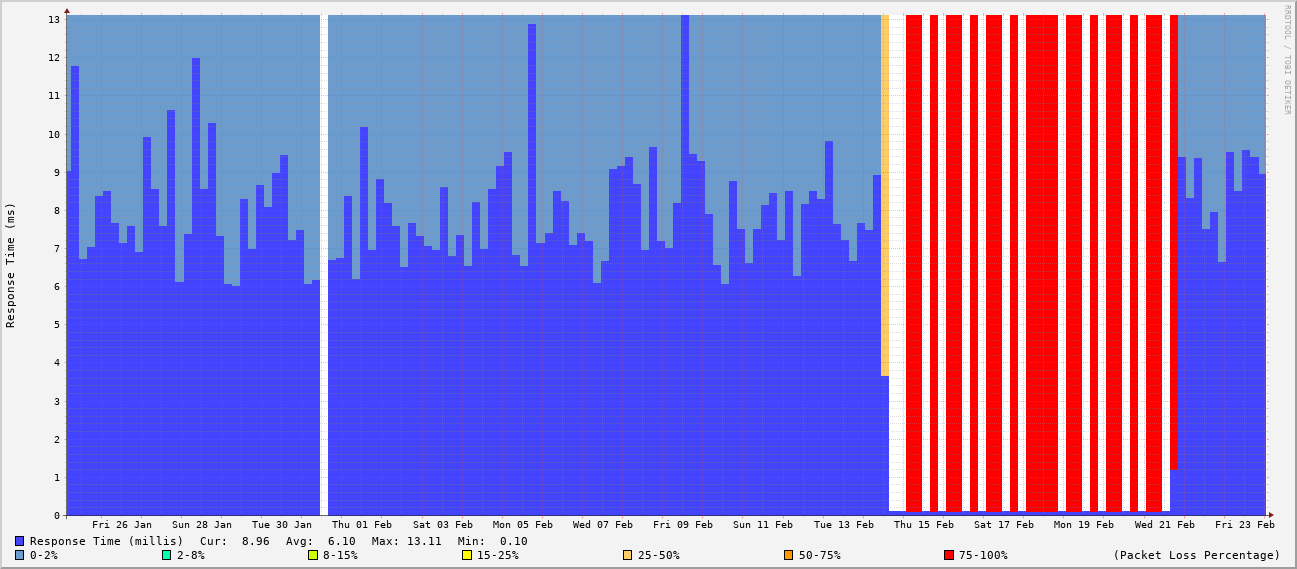 RRDTOOL / TOBI OETIKER
Response Time (ms)
13
12
11
10
9
8
7
6
5
4
3
2
1
0
Fri 26 Jan Sun 28 Jan Tue 30 Jan Thu 01 Feb Sat 03 Feb Mon 05 Feb Wed 07 Feb Fri 09 Feb Sun 11 Feb Tue 13 Feb Thu 15 Feb Sat 17 Feb Mon 19 Feb Wed 21 Feb Fri 23 Feb
Response Time (millis) Cur: 8.96 Avg: 6.10 Max: 13.11 Min: 0.10
0-2% 2-8% 8-15% 15-25% 25-50% 50-75% 75-100% (Packet Loss Percentage)